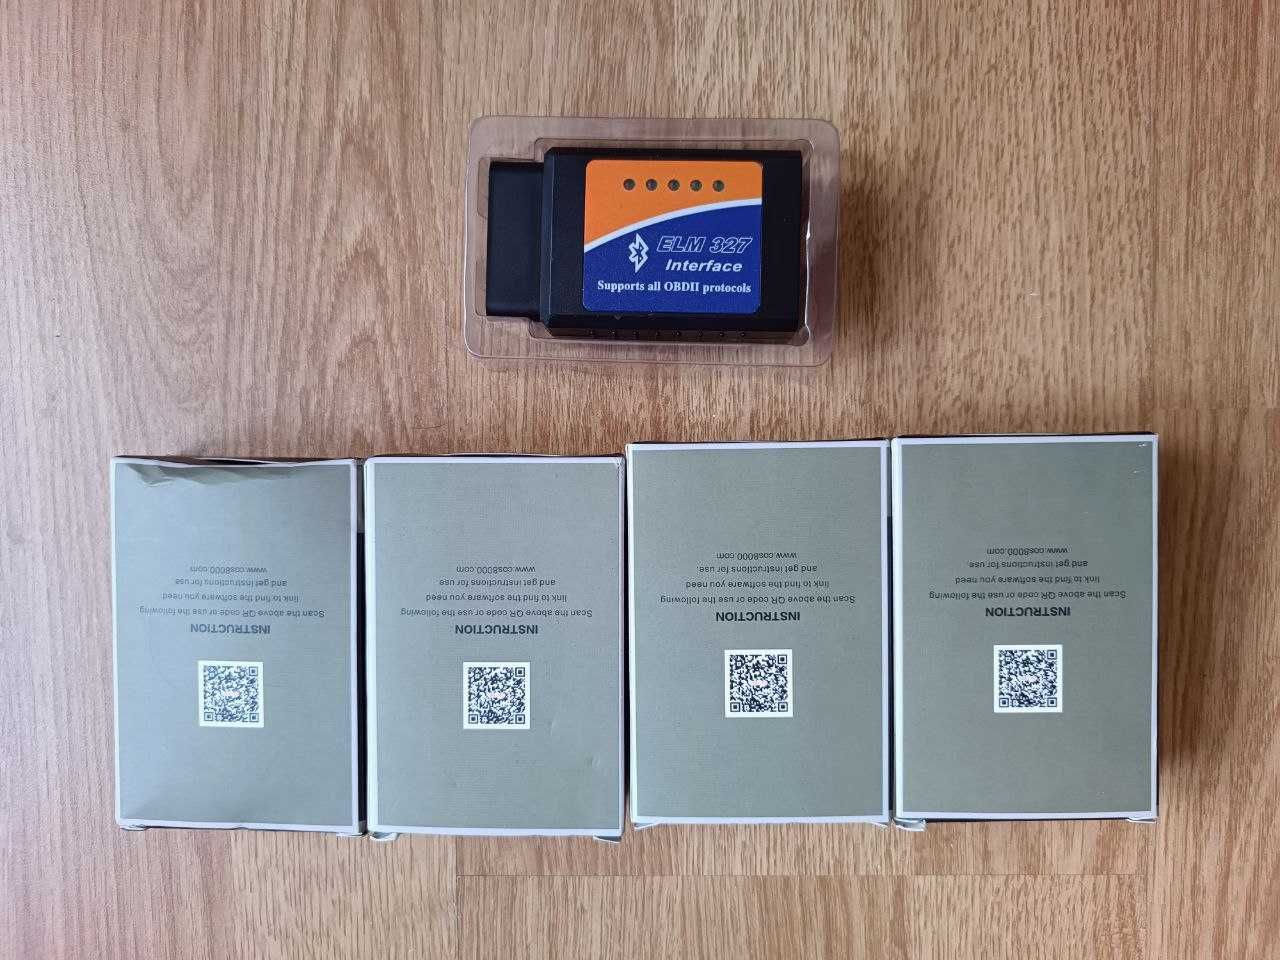 ELM 327
Interface
Supports all OBDII protocols
INSTRUCTION
Scan the above QR code or use the following
link to find the software you need
and get instructions for use
www.cos8000.com
INSTRUCTION
Scan the above QR code or use the following
link to find the software you need
and get instructions for use
www.cos8000.com
INSTRUCTION
Scan the above QR code or use the following
link to find the software you need
and get instructions for use.
www.cos8000.com
INSTRUCTION
Scan the above QR code or use the following
link to find the software you need
and get instructions for use.
www.cos8000.com